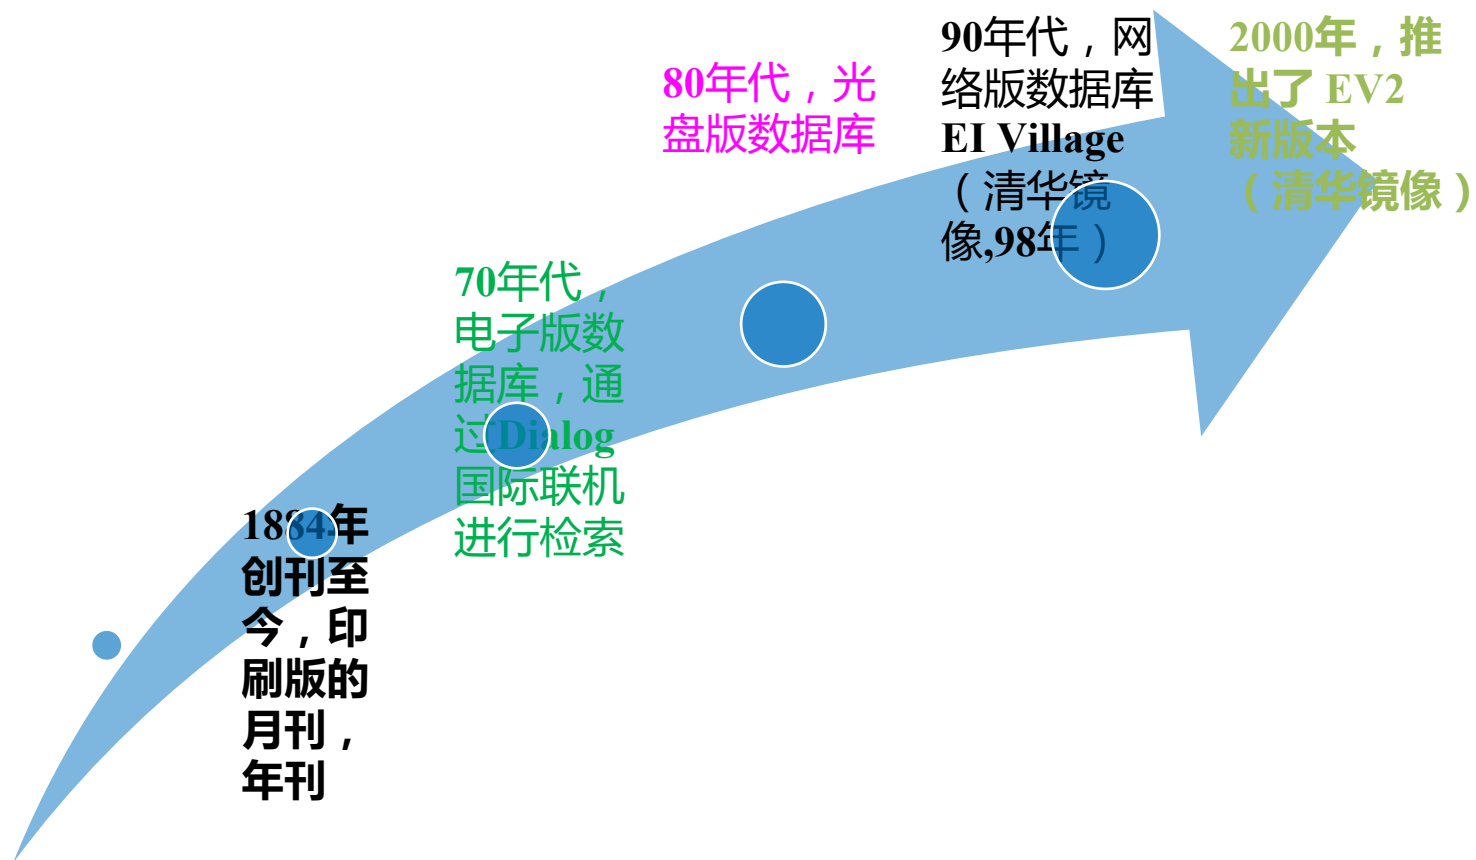 1884年
创刊至
今，印
刷版的
月刊，
年刊
70年代，
电子版数
据库，通
过Dialog
国际联机
进行检索
80年代，光
盘版数据库
90年代，网
络版数据库
EI Village
（清华镜
像,98年）
2000年，推
出了 EV2
新版本
（清华镜像）